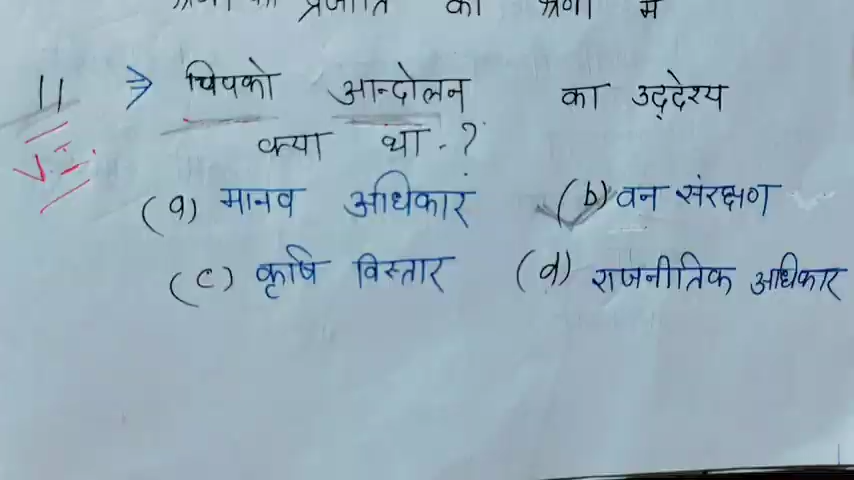 11 ⇒ चिपको आन्दोलन का उद्देश्य
V.I. क्या था - ?
(a) मानव अधिकार (b) वन संरक्षण
(c) कृषि विस्तार (d) राजनीतिक अधिकार